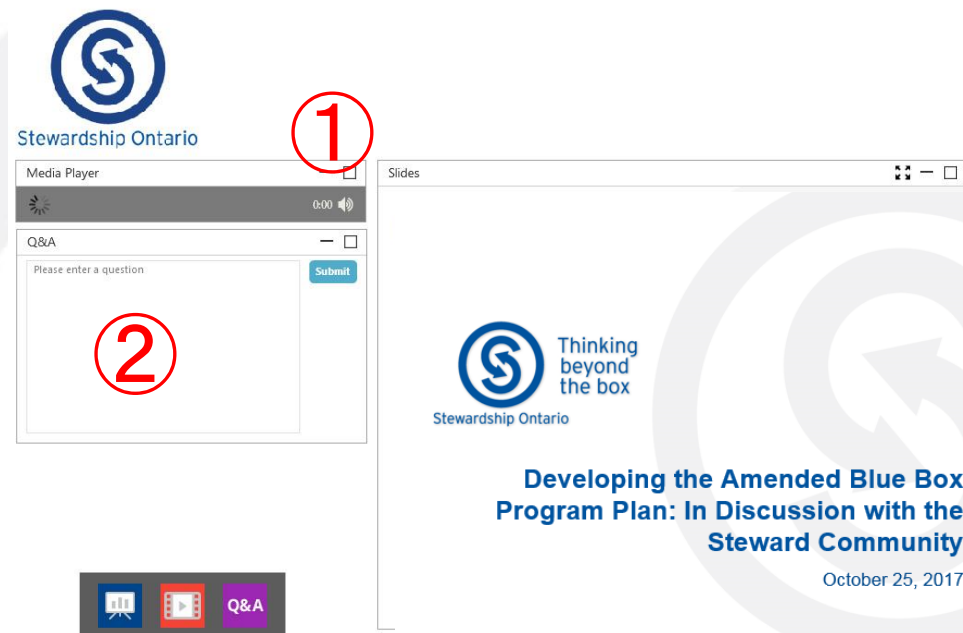 Stewardship Ontario
①
Media Player
0:00
Q&A
Please enter a question
Submit
②
Slides
Thinking
beyond
the box
Stewardship Ontario
Developing the Amended Blue Box
Program Plan: In Discussion with the
Steward Community
October 25, 2017
Q&A